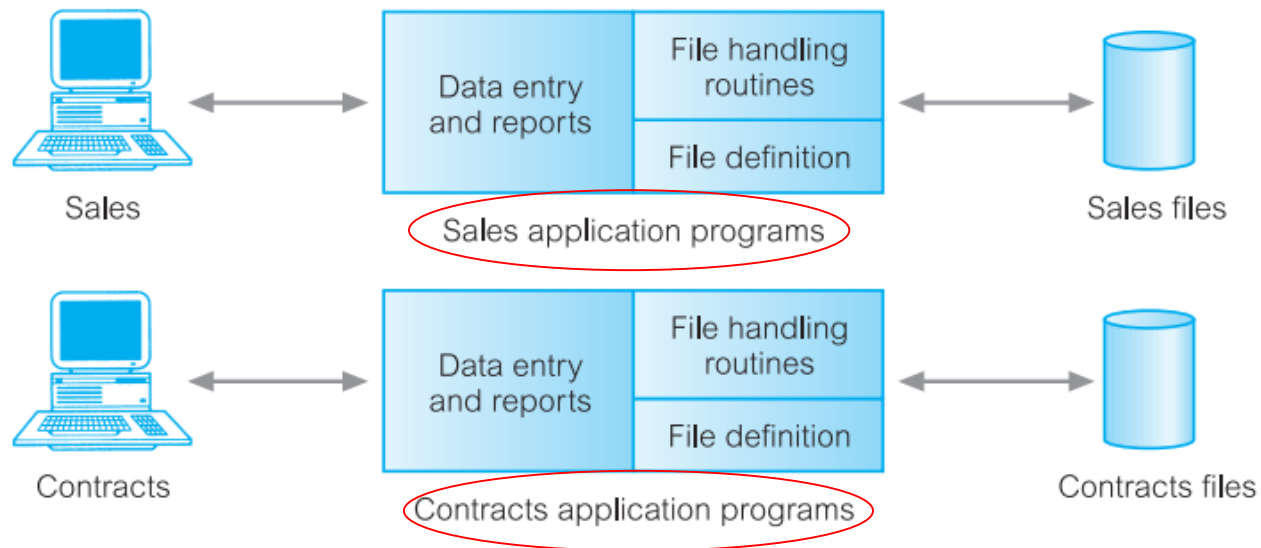 Data entry
and reports
File handling
routines
File definition
Sales
Sales application programs
Sales files
Data entry
and reports
File handling
routines
File definition
Contracts
Contracts application programs
Contracts files